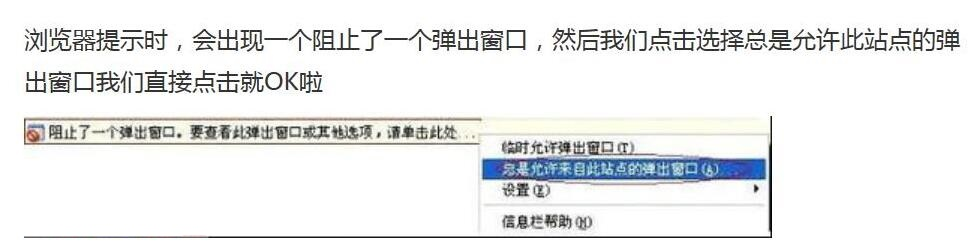 浏览器提示时，会出现一个阻止了一个弹出窗口，然后我们点击选择总是允许此站点的弹
出窗口我们直接点击就OK啦
阻止了一个弹出窗口。要查看此弹出窗口或其他选项，请单击此处...
临时允许弹出窗口(T)
总是允许来自此站点的弹出窗口(A)...
设置(E)
信息栏帮助(N)